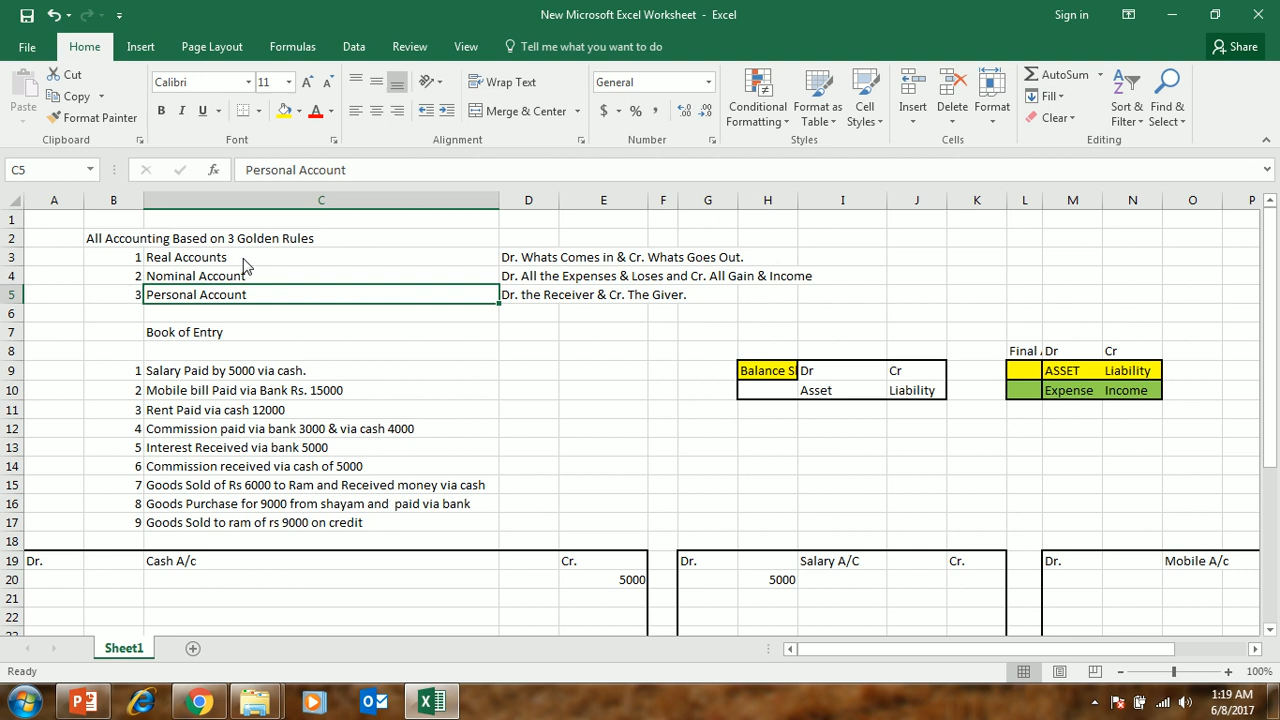 New Microsoft Excel Worksheet - Excel
Sign in
File Home Insert Page Layout Formulas Data Review View Tell me what you want to do Share
Paste
Cut
Copy
Format Painter
Calibri 11
B I U
Wrap Text
Merge & Center
General
$ % ,
Conditional Formatting
Format as Table
Cell Styles
Insert Delete Format
AutoSum
Fill
Clear
Sort & Filter
Find & Select
Clipboard Font Alignment Number Styles Cells Editing
C5 fx Personal Account
A B C D E F G H I J K L M N O P
1
2 All Accounting Based on 3 Golden Rules
3 1 Real Accounts Dr. Whats Comes in & Cr. Whats Goes Out.
4 2 Nominal Account Dr. All the Expenses & Loses and Cr. All Gain & Income
5 3 Personal Account Dr. the Receiver & Cr. The Giver.
6
7 Book of Entry
8 Final Dr Cr
9 1 Salary Paid by 5000 via cash. Balance S Dr Cr ASSET Liability
10 2 Mobile bill Paid via Bank Rs. 15000 Asset Liability Expense Income
11 3 Rent Paid via cash 12000
12 4 Commission paid via bank 3000 & via cash 4000
13 5 Interest Received via bank 5000
14 6 Commission received via cash of 5000
15 7 Goods Sold of Rs 6000 to Ram and Received money via cash
16 8 Goods Purchase for 9000 from shayam and paid via bank
17 9 Goods Sold to ram of rs 9000 on credit
18
19 Dr. Cash A/c Cr. Dr. Salary A/C Cr. Dr. Mobile A/c
20 5000 5000
21
22
Sheet1
Ready 100%
1:19 AM
6/8/2017